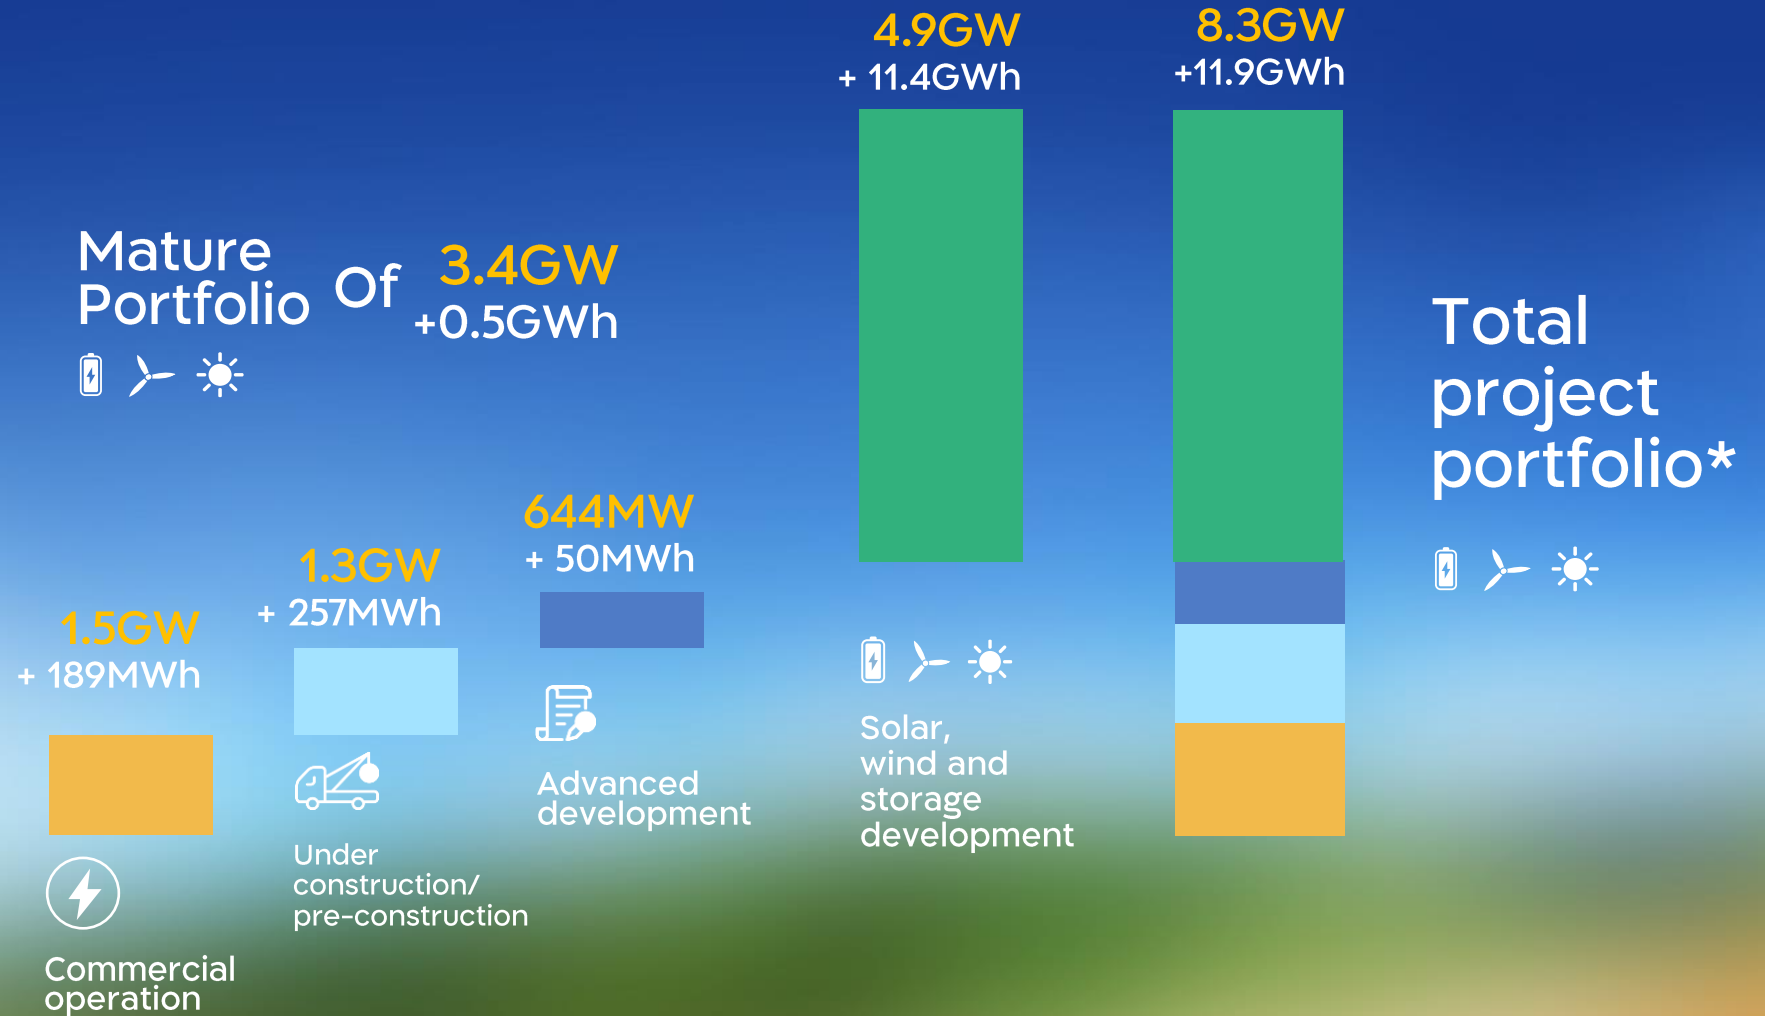 Mature
Portfolio
Of
3.4GW
+0.5GWh
1.5GW
+ 189MWh
Commercial
operation
1.3GW
+ 257MWh
Under
construction/
pre-construction
644MW
+ 50MWh
Advanced
development
4.9GW
+ 11.4GWh
Solar,
wind and
storage
development
8.3GW
+11.9GWh
Total
project
portfolio*